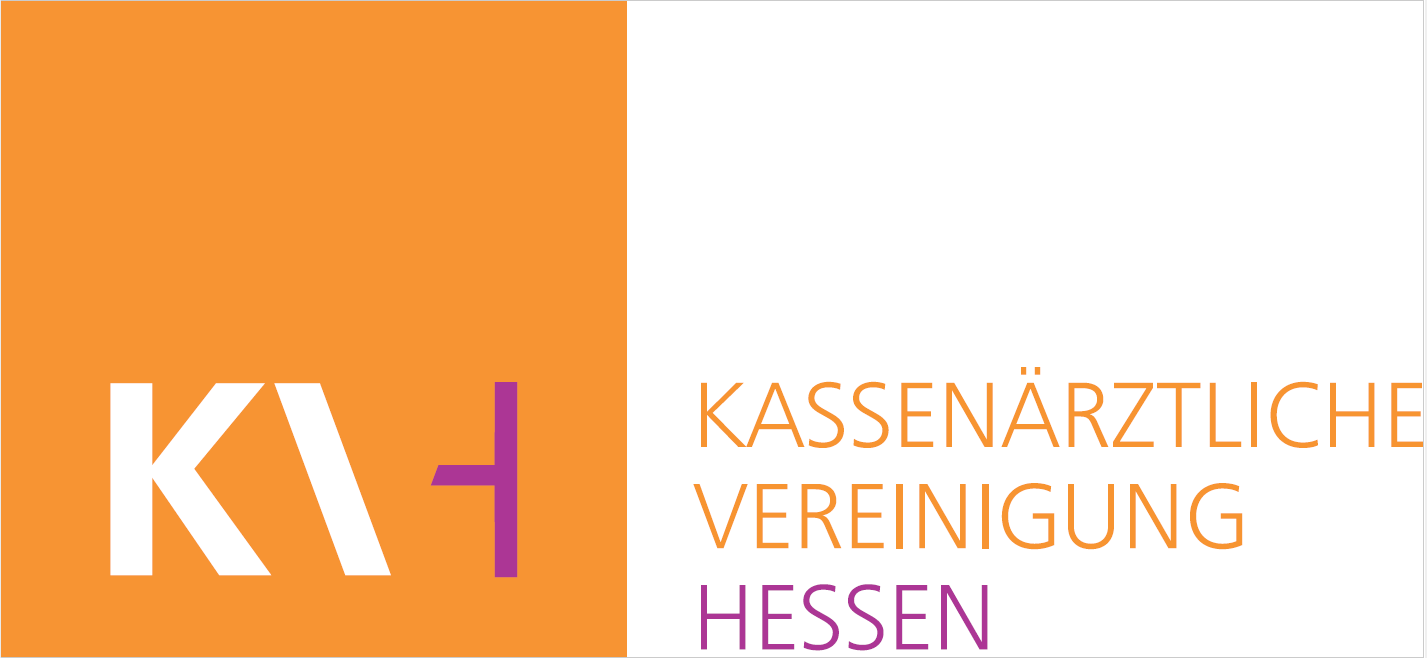 KVH
KASSENÄRZTLICHE
VEREINIGUNG
HESSEN